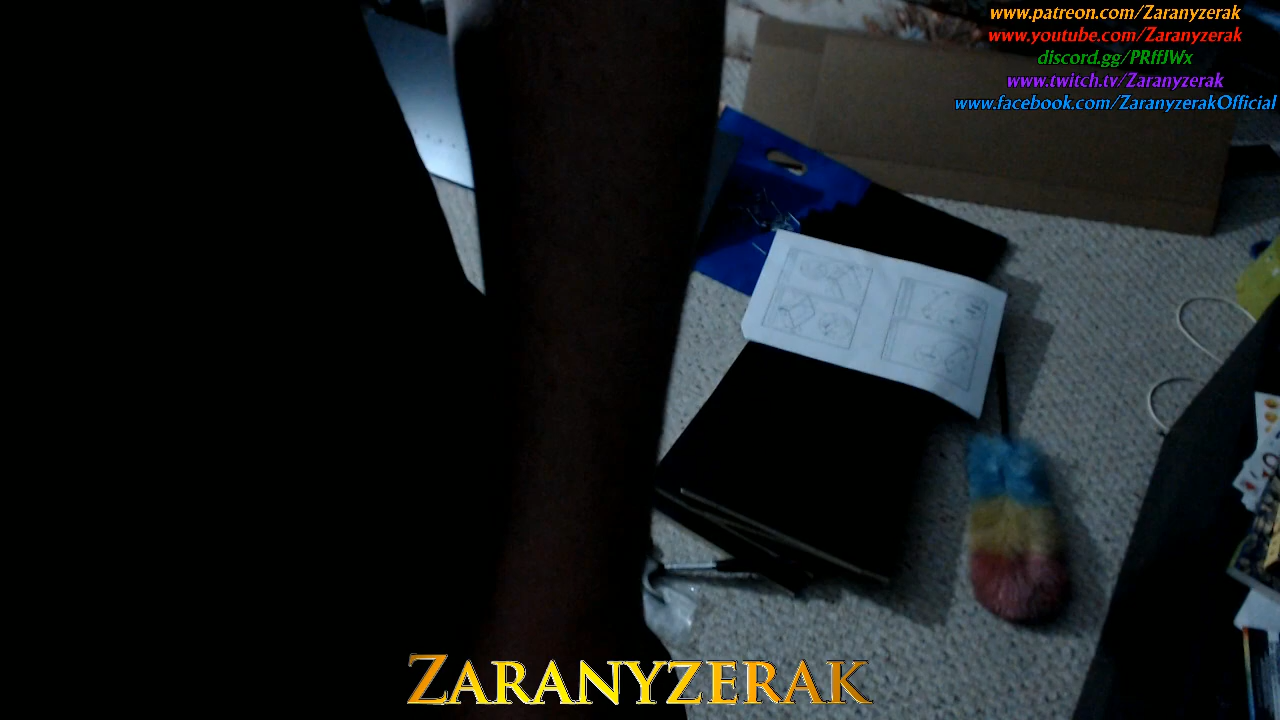 www.patreon.com/Zaranyzerak
www.youtube.com/Zaranyzerak
discord.gg/PRffJWx
www.twitch.tv/Zaranyzerak
www.facebook.com/ZaranyzerakOfficial
ZARANYZERAK